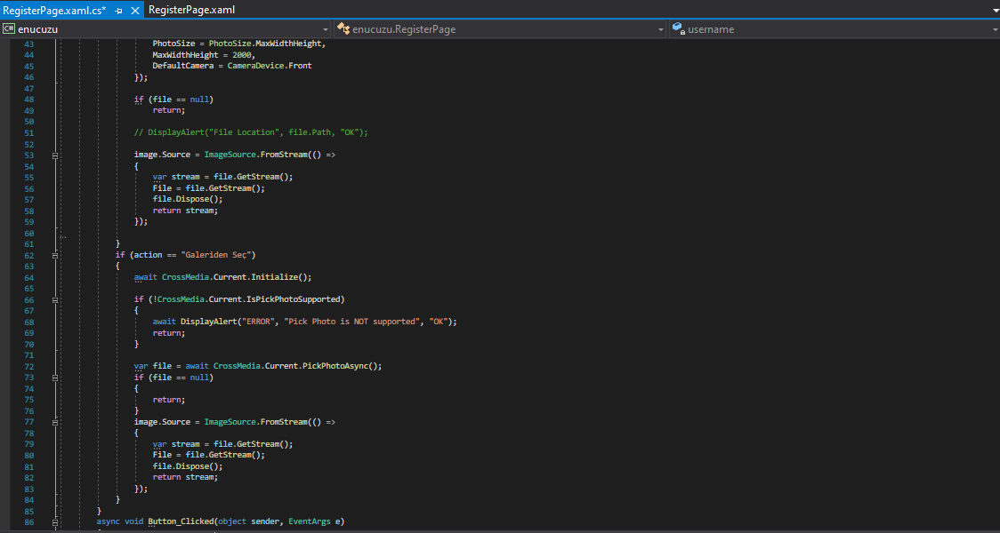 RegisterPage.xaml.cs* RegisterPage.xaml
C# enucuzu enucuzu.RegisterPage username
43 PhotoSize = PhotoSize.MaxWidthHeight,
44 MaxWidthHeight = 2000,
45 DefaultCamera = CameraDevice.Front
46 });
47
48 if (file == null)
49 return;
50
51 // DisplayAlert("File Location", file.Path, "OK");
52
53 image.Source = ImageSource.FromStream(() =>
54 {
55 var stream = file.GetStream();
56 File = file.GetStream();
57 file.Dispose();
58 return stream;
59 });
60
61 }
62 if (action == "Galeriden Seç")
63 {
64 await CrossMedia.Current.Initialize();
65
66 if (!CrossMedia.Current.IsPickPhotoSupported)
67 {
68 await DisplayAlert("ERROR", "Pick Photo is NOT supported", "OK");
69 return;
70 }
71
72 var file = await CrossMedia.Current.PickPhotoAsync();
73 if (file == null)
74 {
75 return;
76 }
77 image.Source = ImageSource.FromStream(() =>
78 {
79 var stream = file.GetStream();
80 File = file.GetStream();
81 file.Dispose();
82 return stream;
83 });
84 }
85 }
86 async void Button_Clicked(object sender, EventArgs e)